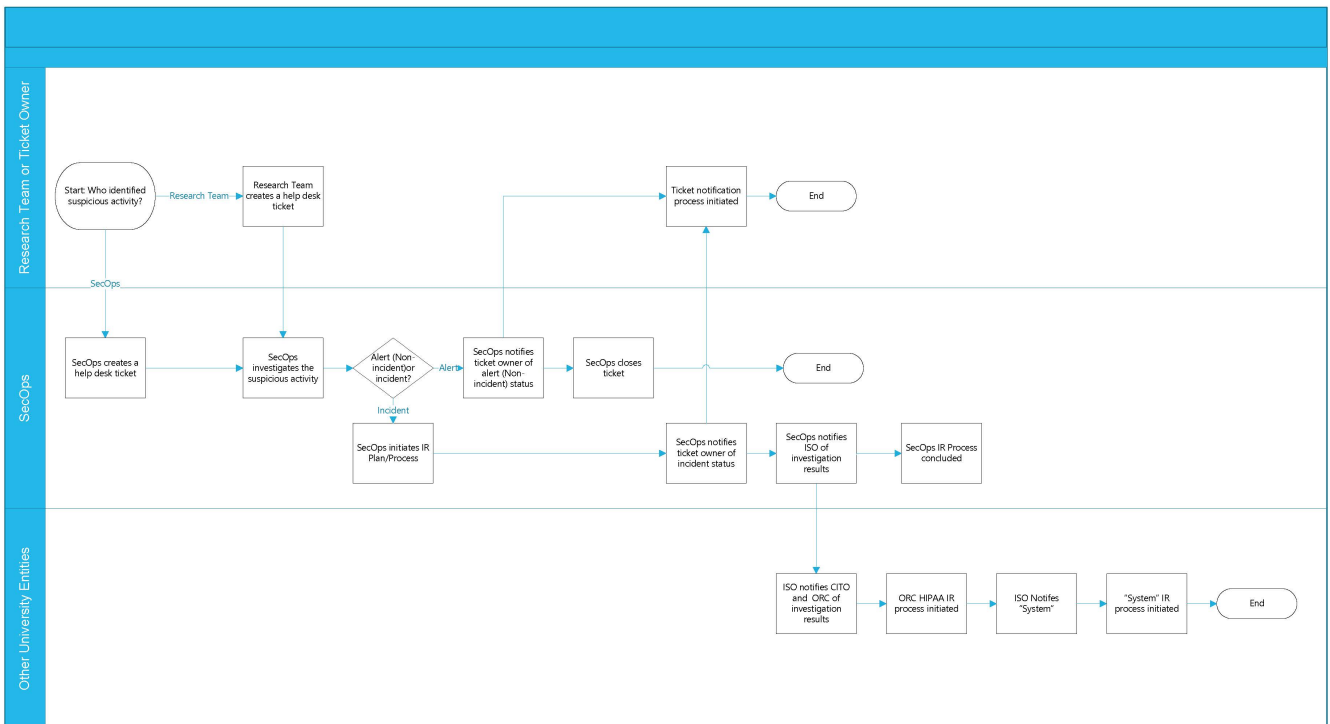 Research Team or Ticket Owner
Start: Who identified
suspicious activity?
Research Team
Research Team
creates a help desk
ticket
Ticket notification
process initiated
End
SecOps
SecOps
SecOps creates a
help desk ticket
SecOps
investigates the
suspicious activity
Alert (Non-
incident)or
incident?
Alert
SecOps notifies
ticket owner of
alert (Non-
incident) status
SecOps closes
ticket
End
Incident
SecOps initiates IR
Plan/Process
SecOps notifies
ticket owner of
incident status
SecOps notifies
ISO of
investigation
results
SecOps IR Process
concluded
Other University Entities
ISO notifies CITO
and ORC of
investigation
results
ORC HIPAA IR
process initiated
ISO Notifes
"System"
"System" IR
process initiated
End